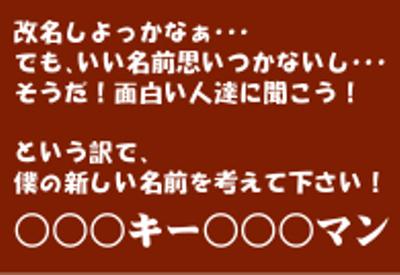 改名しよっかなぁ･･･
でも､いい名前思いつかないし･･･
そうだ！面白い人達に聞こう！
という訳で､
僕の新しい名前を考えて下さい！
〇〇〇キー〇〇〇マン